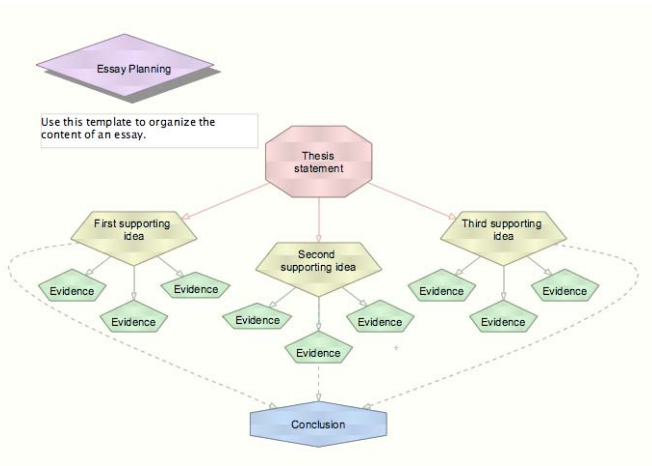 Essay Planning
Use this template to organize the
content of an essay.
Thesis
statement
First supporting
idea
Second
supporting idea
Third supporting
idea
Evidence
Evidence
Evidence
Evidence
Evidence
Evidence
Evidence
Evidence
Evidence
Conclusion